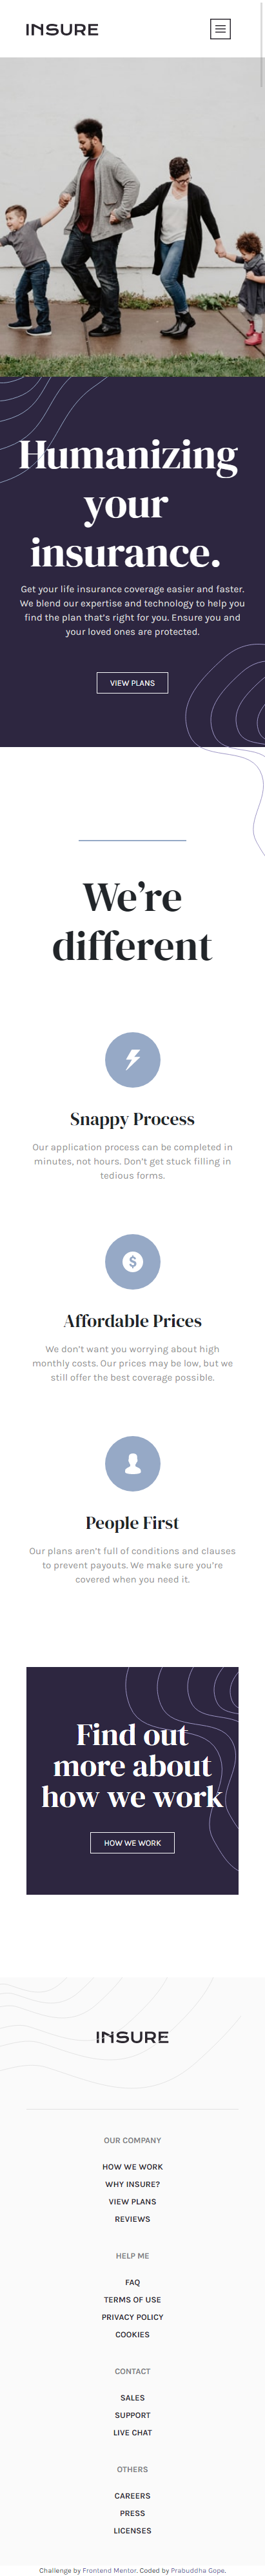 INSURE
Humanizing
your
insurance.
Get your life insurance coverage easier and faster.
We blend our expertise and technology to help you
find the plan that’s right for you. Ensure you and
your loved ones are protected.
VIEW PLANS
We’re
different
Snappy Process
Our application process can be completed in
minutes, not hours. Don’t get stuck filling in
tedious forms.
Affordable Prices
We don’t want you worrying about high
monthly costs. Our prices may be low, but we
still offer the best coverage possible.
People First
Our plans aren’t full of conditions and clauses
to prevent payouts. We make sure you’re
covered when you need it.
Find out
more about
how we work
HOW WE WORK
INSURE
OUR COMPANY
HOW WE WORK
WHY INSURE?
VIEW PLANS
REVIEWS
HELP ME
FAQ
TERMS OF USE
PRIVACY POLICY
COOKIES
CONTACT
SALES
SUPPORT
LIVE CHAT
OTHERS
CAREERS
PRESS
LICENSES
Challenge by Frontend Mentor. Coded by Prabuddha Gope.